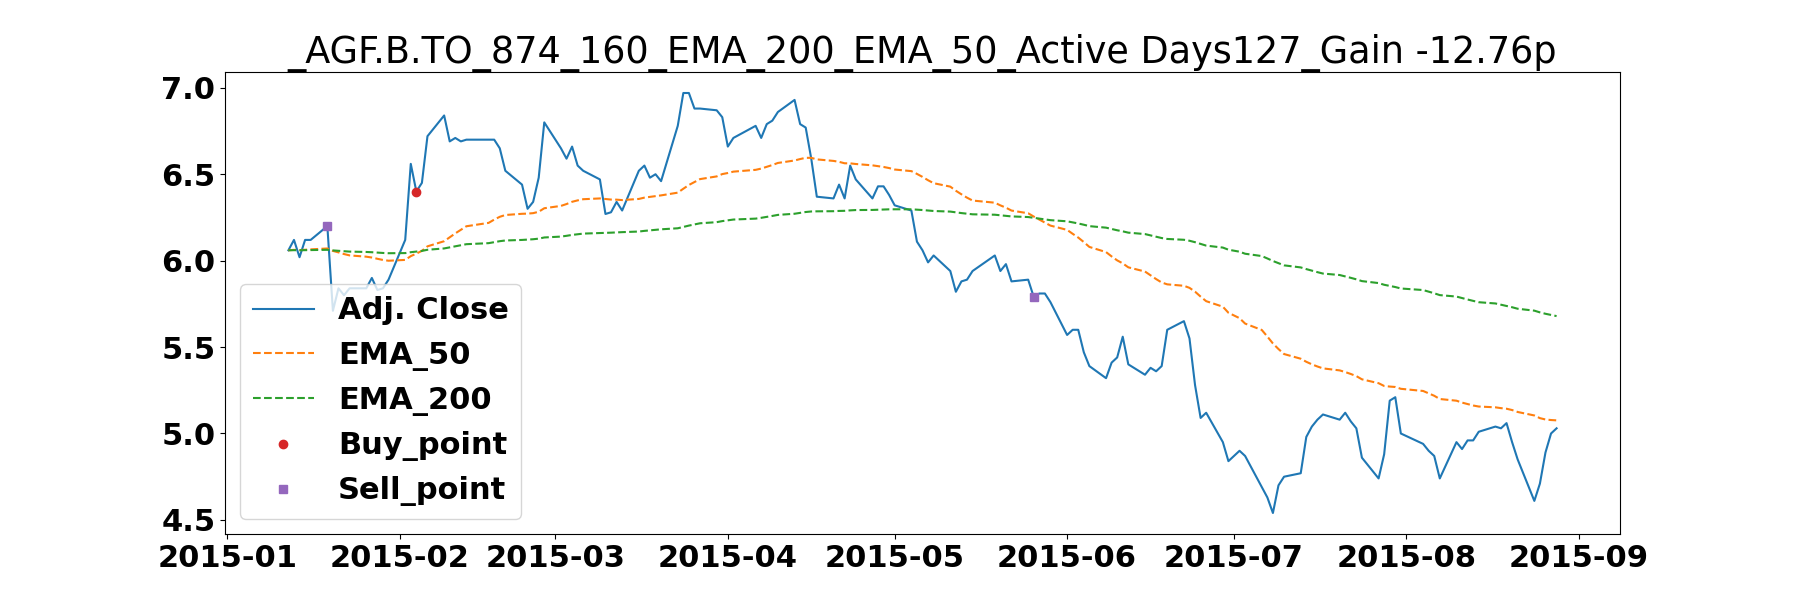 _AGF.B.TO_874_160_EMA_200_EMA_50_Active Days127_Gain -12.76p
7.0
6.5
6.0
5.5
5.0
4.5
Adj. Close
EMA_50
EMA_200
Buy_point
Sell_point
2015-01 2015-02 2015-03 2015-04 2015-05 2015-06 2015-07 2015-08 2015-09